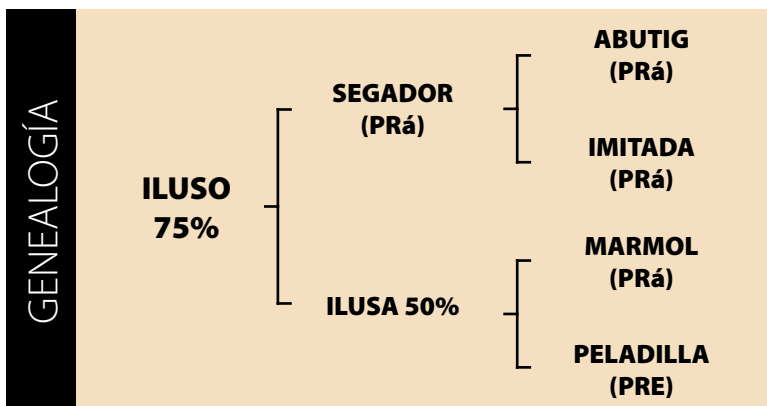 GENEALOGÍA
ILUSO
75%
SEGADOR
(PRá)
ILUSA 50%
ABUTIG
(PRá)
IMITADA
(PRá)
MARMOL
(PRá)
PELADILLA
(PRE)